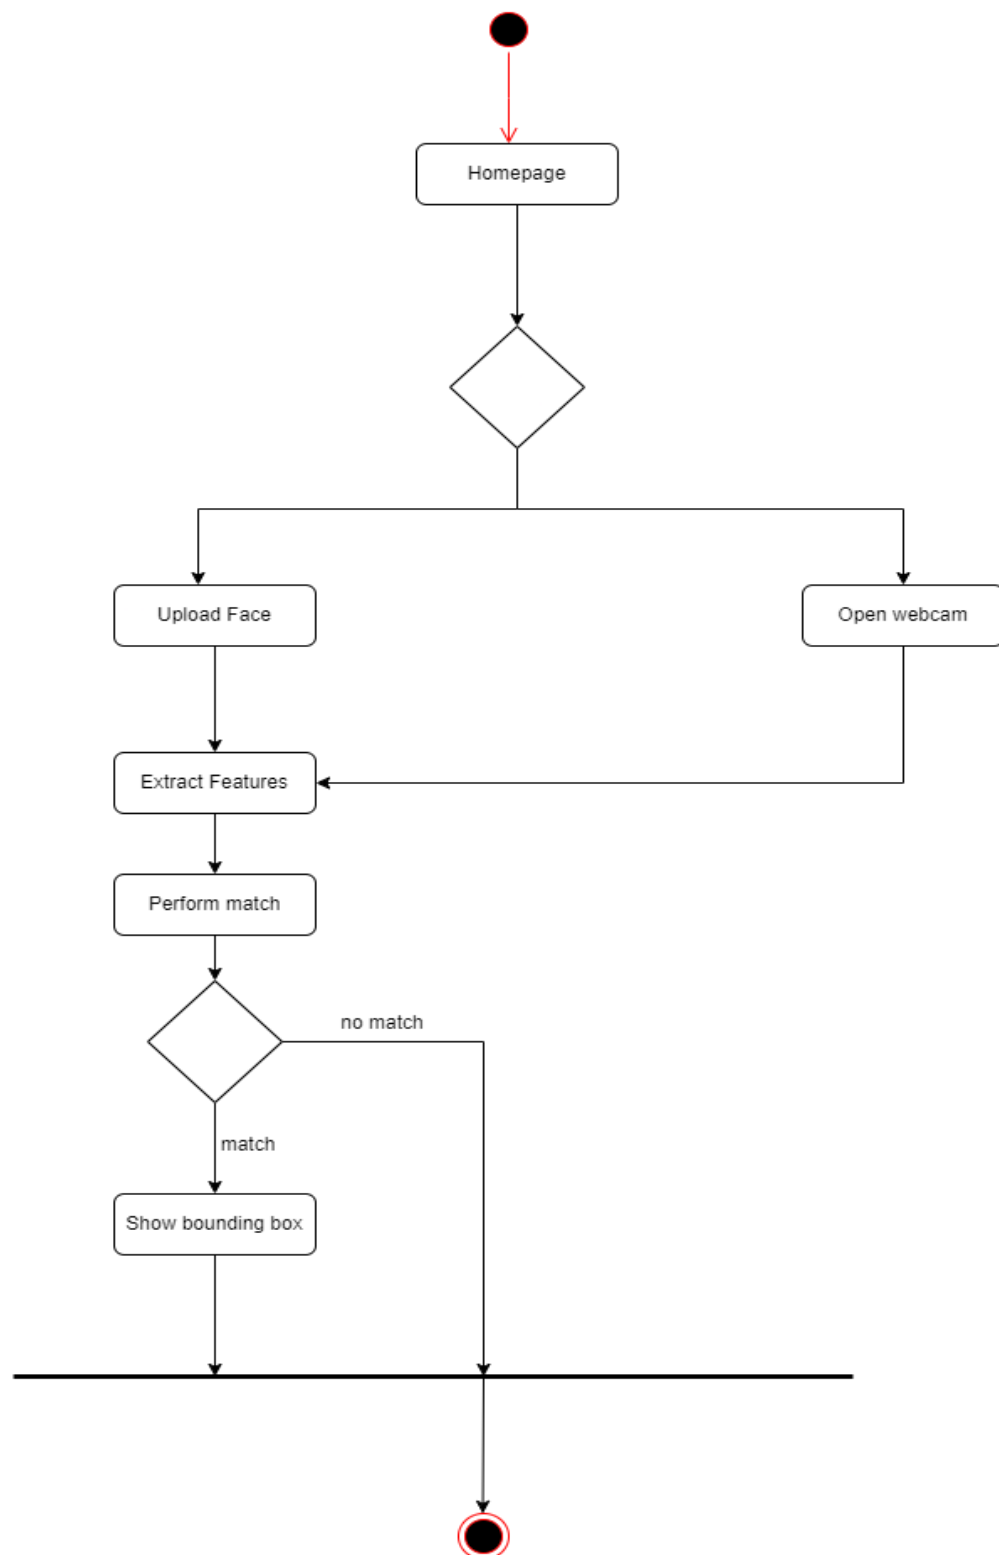 Homepage
Upload Face
Open webcam
Extract Features
Perform match
no match
match
Show bounding box